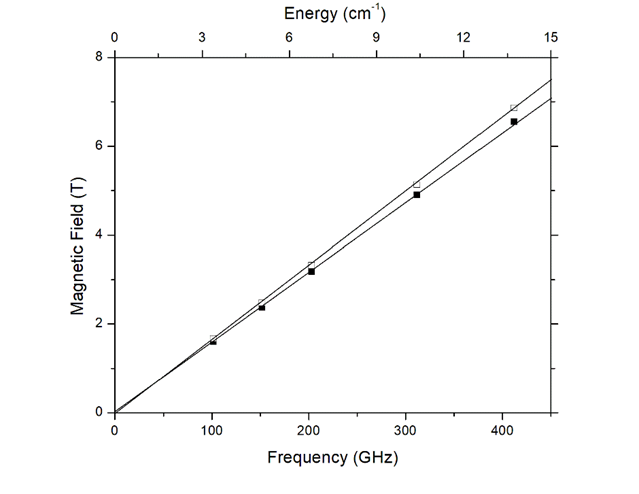 Energy (cm⁻¹)
0 3 6 9 12 15
8
6
4
2
0
Magnetic Field (T)
0 100 200 300 400
Frequency (GHz)